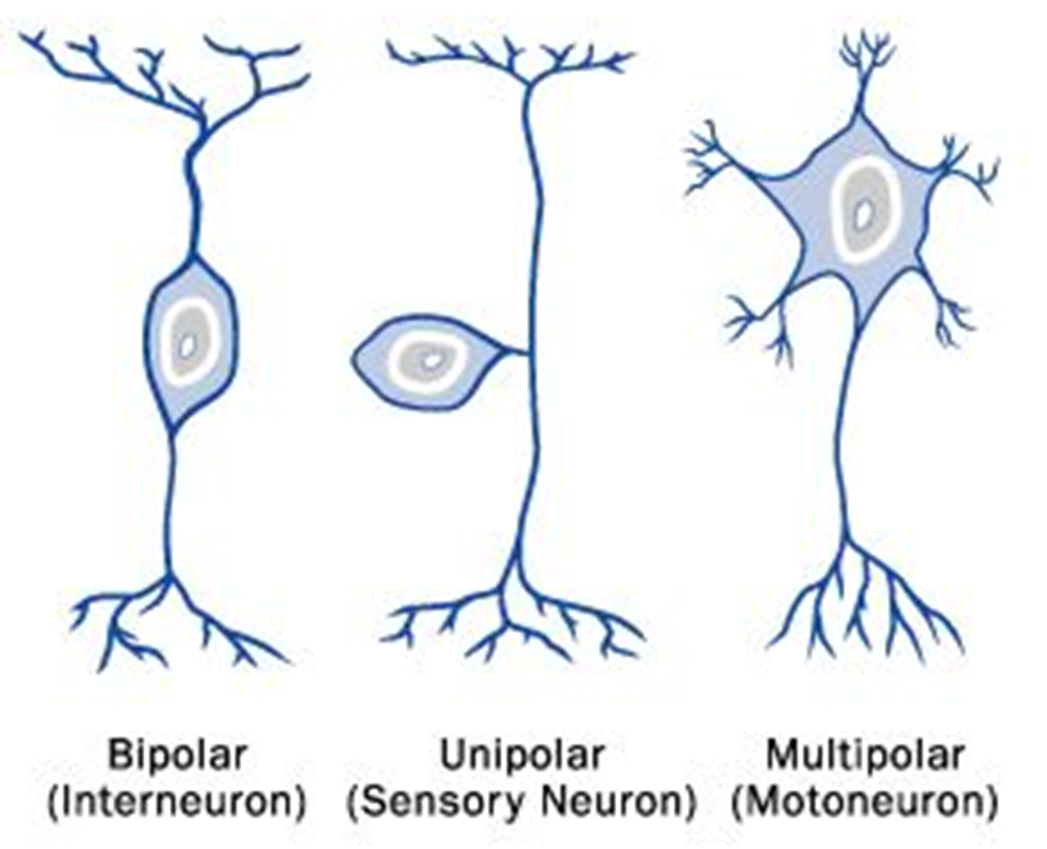 Bipolar
(Interneuron)
Unipolar
(Sensory Neuron)
Multipolar
(Motoneuron)